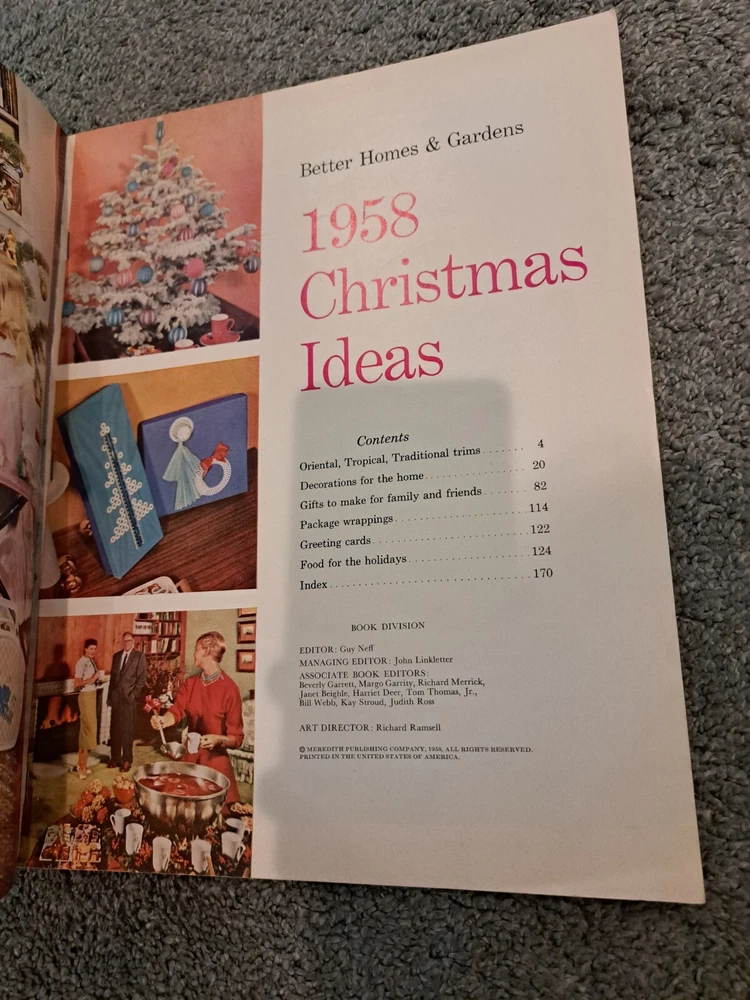 Better Homes & Gardens
1958
Christmas
Ideas
Contents
Oriental, Tropical, Traditional trims ....... 4
Decorations for the home ....... 20
Gifts to make for family and friends ....... 82
Package wrappings ....... 114
Greeting cards ....... 122
Food for the holidays ....... 124
Index ....... 170
BOOK DIVISION
EDITOR: Guy Neff
MANAGING EDITOR: John Linkletter
ASSOCIATE BOOK EDITORS:
Beverly Garrett, Margo Garrity, Richard Merrick,
Janet Beighle, Harriet Deer, Tom Thomas, Jr.,
Bill Webb, Kay Stroud, Judith Ross
ART DIRECTOR: Richard Ramsell
© MEREDITH PUBLISHING COMPANY, 1958, ALL RIGHTS RESERVED.
PRINTED IN THE UNITED STATES OF AMERICA.